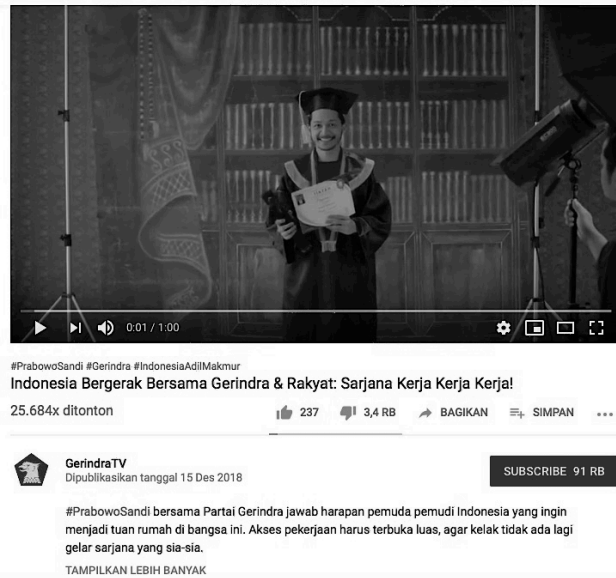 0:01 / 1:00
#PrabowoSandi #Gerindra #IndonesiaAdilMakmur
Indonesia Bergerak Bersama Gerindra & Rakyat: Sarjana Kerja Kerja Kerja!
25.684x ditonton 237 3,4 RB BAGIKAN SIMPAN
GerindraTV
Dipublikasikan tanggal 15 Des 2018
SUBSCRIBE 91 RB
#PrabowoSandi bersama Partai Gerindra jawab harapan pemuda pemudi Indonesia yang ingin
menjadi tuan rumah di bangsa ini. Akses pekerjaan harus terbuka luas, agar kelak tidak ada lagi
gelar sarjana yang sia-sia.
TAMPILKAN LEBIH BANYAK